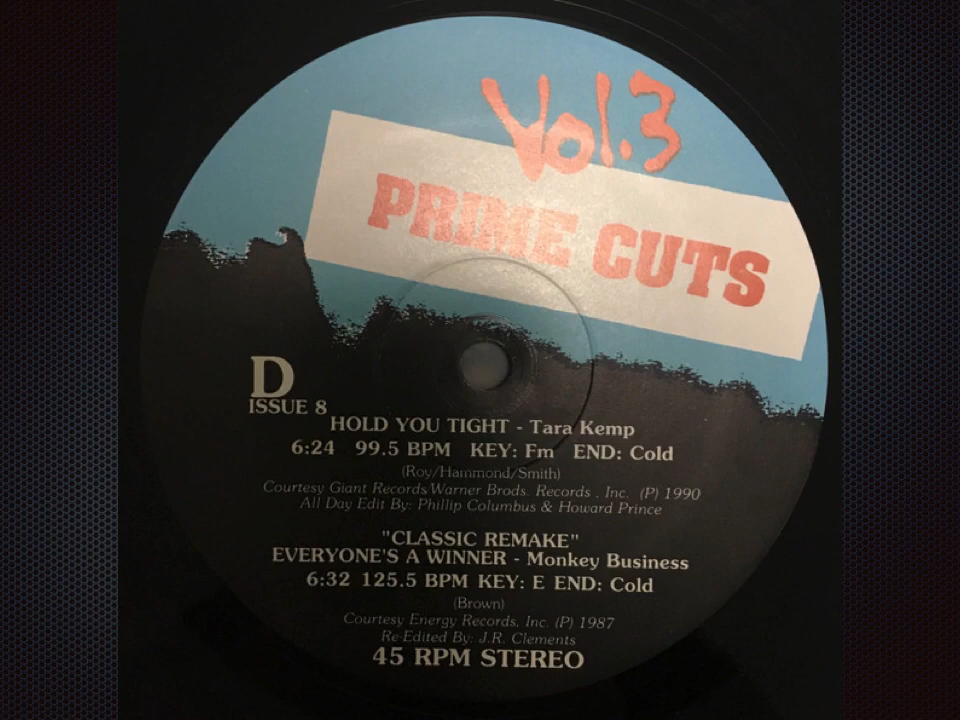 Vol.3
PRIME CUTS
D
ISSUE 8
HOLD YOU TIGHT - Tara Kemp
6:24 99.5 BPM KEY: Fm END: Cold
(Roy/Hammond/Smith)
Courtesy Giant Records/Warner Brods. Records , Inc. (P) 1990
All Day Edit By: Phillip Columbus & Howard Prince
"CLASSIC REMAKE"
EVERYONE'S A WINNER - Monkey Business
6:32 125.5 BPM KEY: E END: Cold
(Brown)
Courtesy Energy Records, Inc. (P) 1987
Re-Edited By: J.R. Clements
45 RPM STEREO